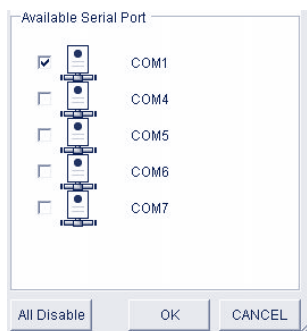 Available Serial Port
COM1
COM4
COM5
COM6
COM7
All Disable OK CANCEL